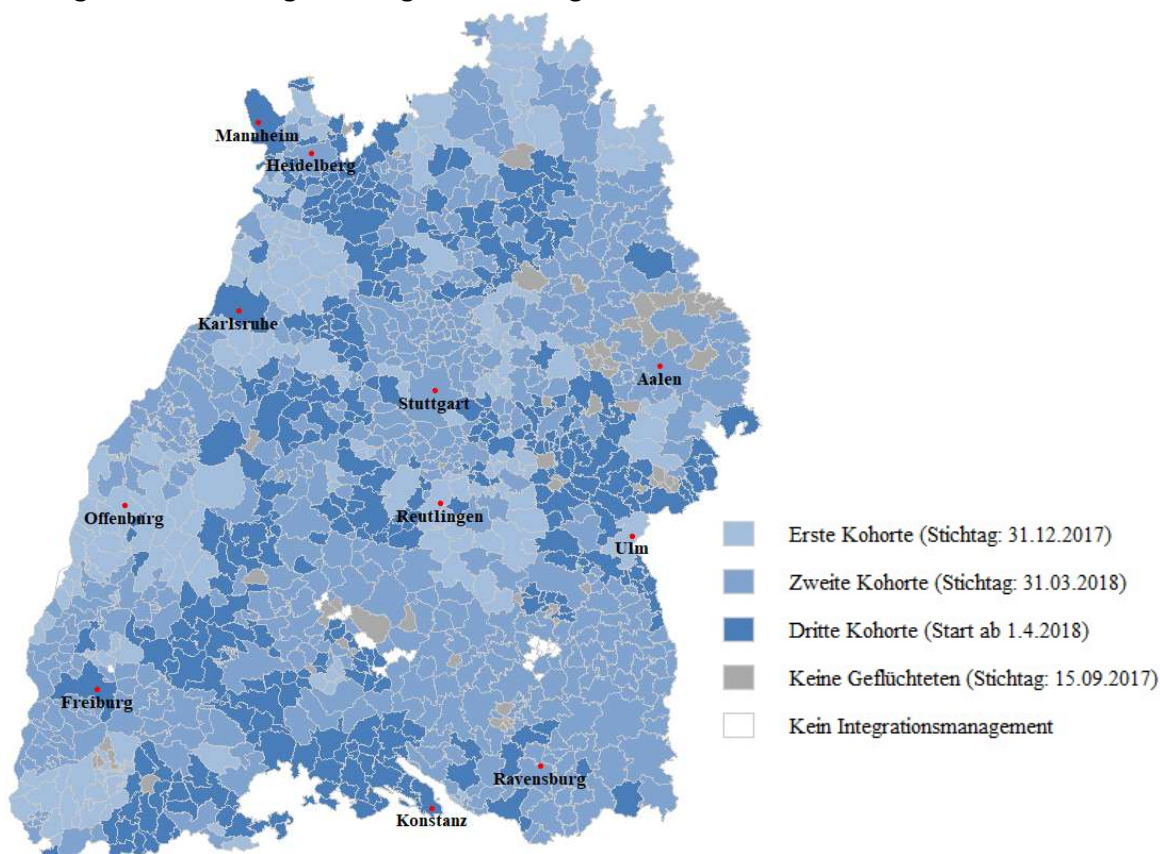 Mannheim
Heidelberg
Karlsruhe
Stuttgart
Aalen
Offenburg
Reutlingen
Ulm
Freiburg
Ravensburg
Konstanz
Erste Kohorte (Stichtag: 31.12.2017)
Zweite Kohorte (Stichtag: 31.03.2018)
Dritte Kohorte (Start ab 1.4.2018)
Keine Geflüchteten (Stichtag: 15.09.2017)
Kein Integrationsmanagement